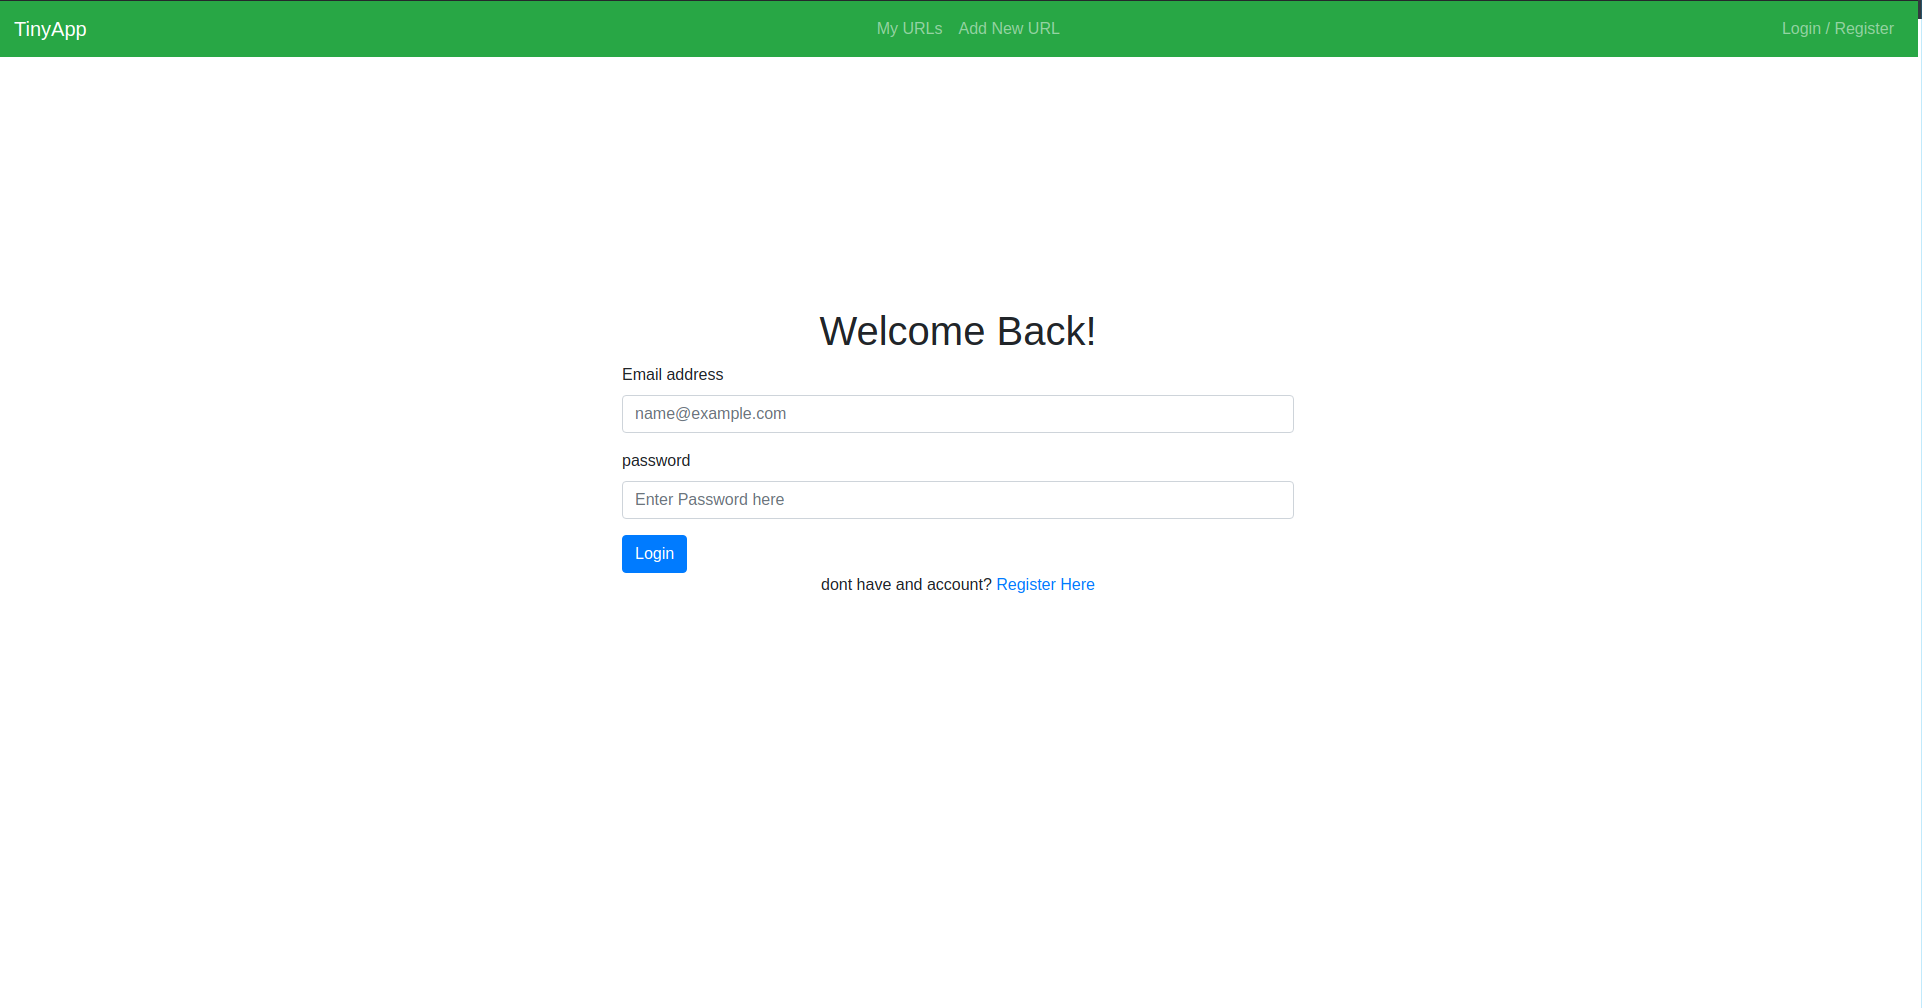 TinyApp My URLs Add New URL Login / Register
Welcome Back!
Email address
name@example.com
password
Enter Password here
Login
dont have and account? Register Here